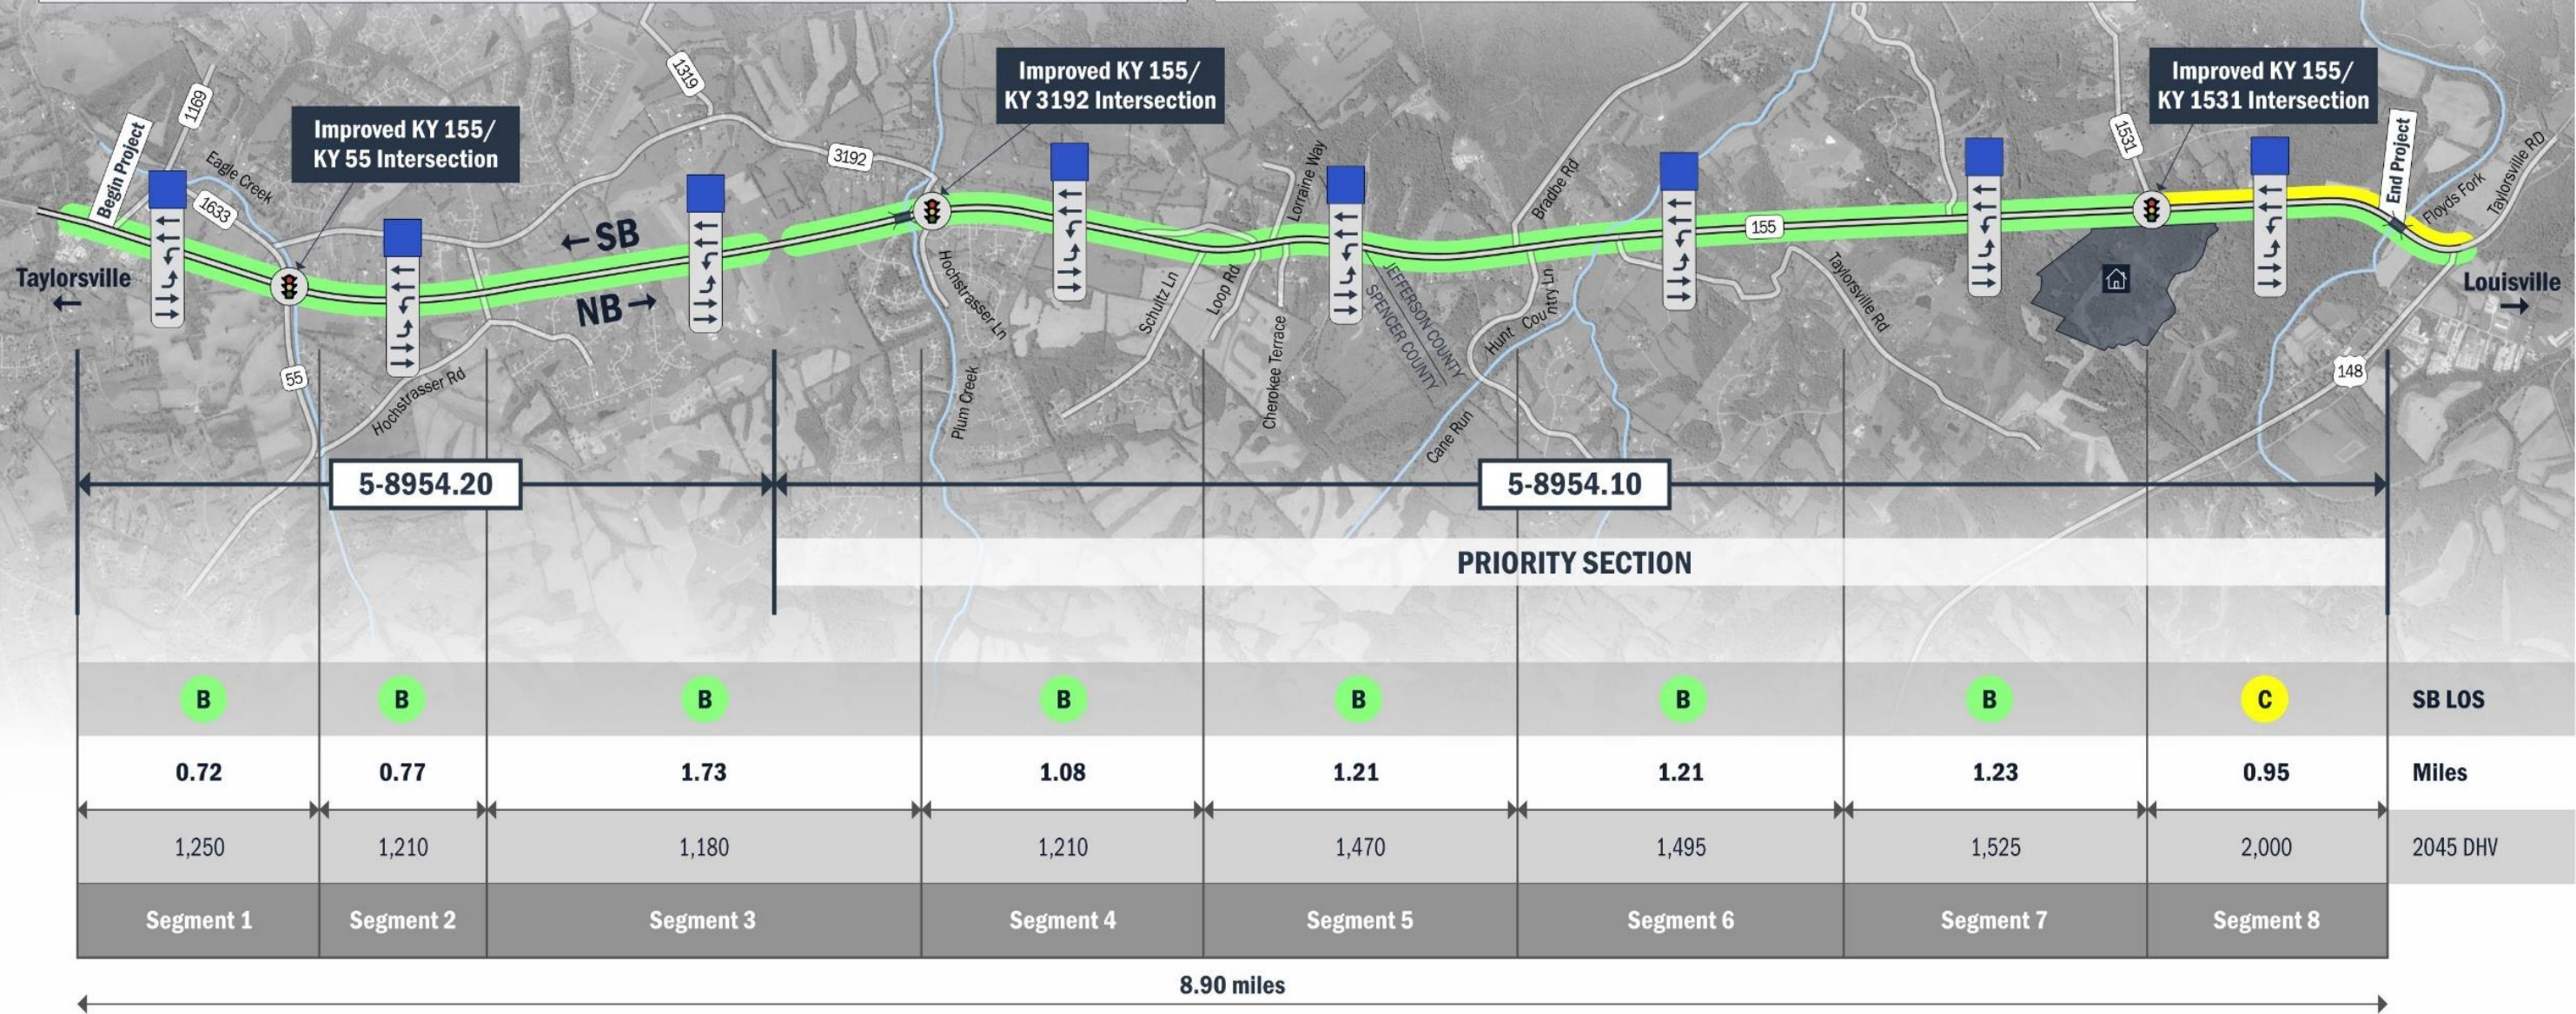 Improved KY 155/
KY 3192 Intersection
Improved KY 155/
KY 1531 Intersection
Improved KY 155/
KY 55 Intersection
1319
1169
Begin Project
Eagle Creek
1633
3192
Lorraine Way
Bradbe Rd
1531
End Project
Taylorsville RD
Floyds Fork
←SB
NB→
155
Taylorsville
←
Louisville
→
Hochstrasser Ln
Schultz Ln
Loop Rd
Cherokee Terrace
JEFFERSON COUNTY
SPENCER COUNTY
Hunt Country Ln
Taylorsville Rd
55
Hochstrasser Rd
Plum Creek
Cane Run
148
5-8954.20
5-8954.10
PRIORITY SECTION
B B B B B B B C SB LOS
0.72 0.77 1.73 1.08 1.21 1.21 1.23 0.95 Miles
1,250 1,210 1,180 1,210 1,470 1,495 1,525 2,000 2045 DHV
Segment 1 Segment 2 Segment 3 Segment 4 Segment 5 Segment 6 Segment 7 Segment 8
8.90 miles